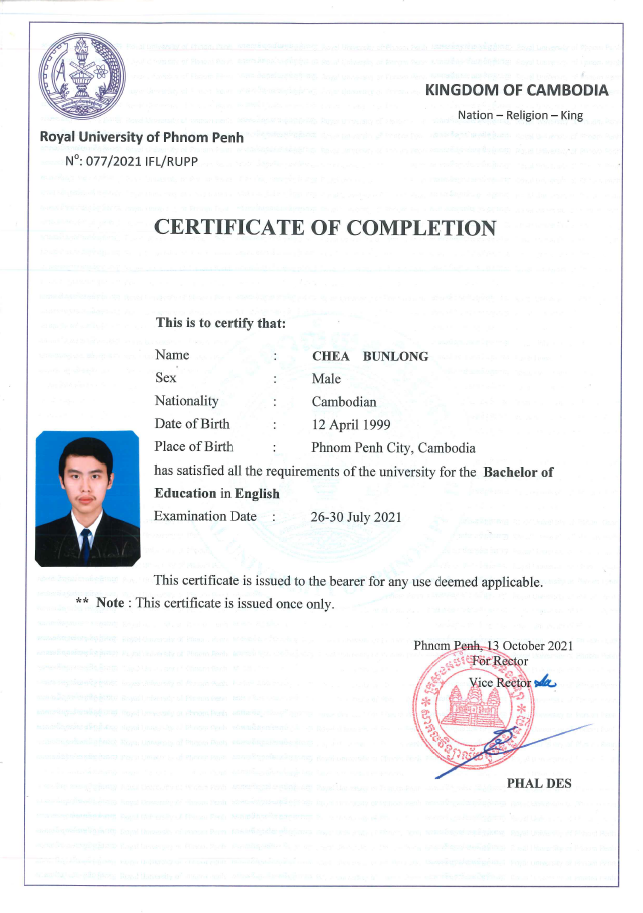 KINGDOM OF CAMBODIA
Nation – Religion – King
Royal University of Phnom Penh
Nº: 077/2021 IFL/RUPP
CERTIFICATE OF COMPLETION
This is to certify that:
Name : CHEA BUNLONG
Sex : Male
Nationality : Cambodian
Date of Birth : 12 April 1999
Place of Birth : Phnom Penh City, Cambodia
has satisfied all the requirements of the university for the Bachelor of
Education in English
Examination Date : 26-30 July 2021
This certificate is issued to the bearer for any use deemed applicable.
** Note : This certificate is issued once only.
Phnom Penh, 13 October 2021
For Rector
Vice Rector
PHAL DES